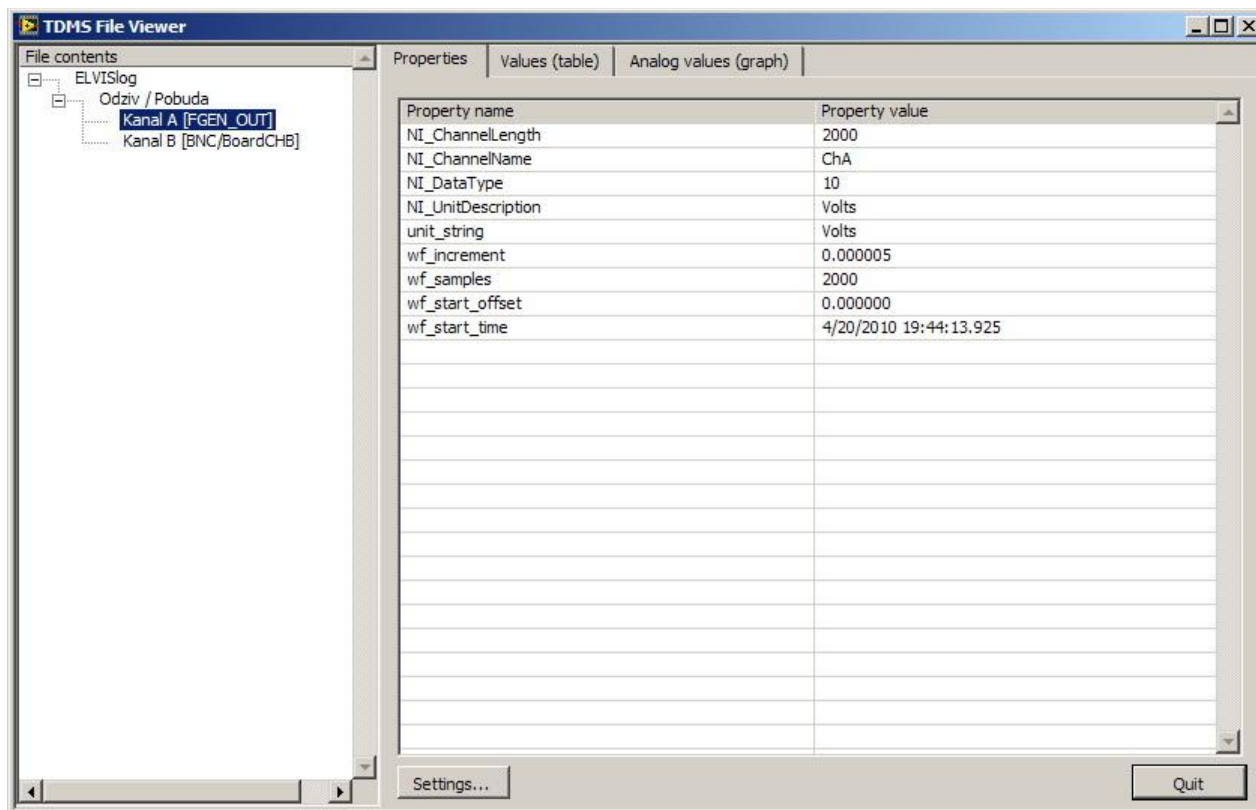 TDMS File Viewer
File contents
ELVISlog
Odziv / Pobuda
Kanal A [FGEN_OUT]
Kanal B [BNC/BoardCHB]
Properties Values (table) Analog values (graph)
Property name Property value
NI_ChannelLength 2000
NI_ChannelName ChA
NI_DataType 10
NI_UnitDescription Volts
unit_string Volts
wf_increment 0.000005
wf_samples 2000
wf_start_offset 0.000000
wf_start_time 4/20/2010 19:44:13.925
Settings... Quit